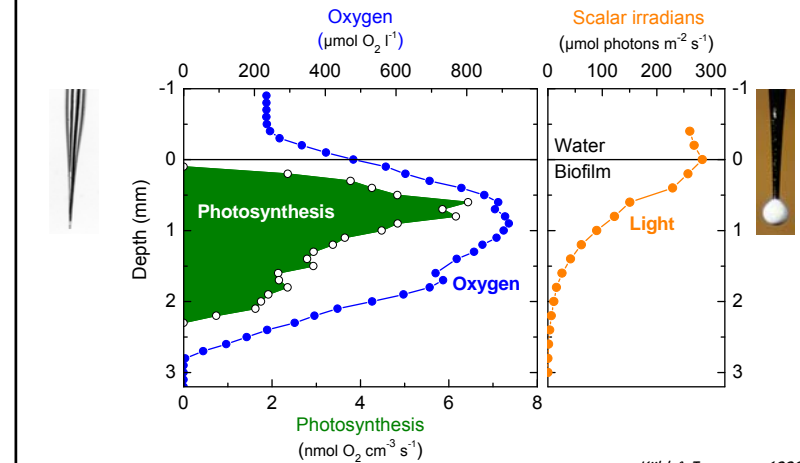 Oxygen
(µmol O2 l-1)
Scalar irradians
(µmol photons m-2 s-1)
0 200 400 600 800
0 100 200 300
-1
0
1
2
3
Depth (mm)
Photosynthesis
Oxygen
Water
Biofilm
Light
-1
0
1
2
3
0 2 4 6 8
Photosynthesis
(nmol O2 cm-3 s-1)